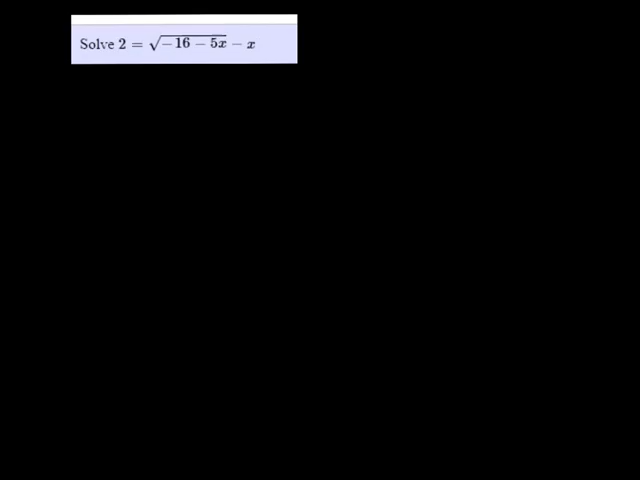 Solve 2 = √(−16 − 5x) − x